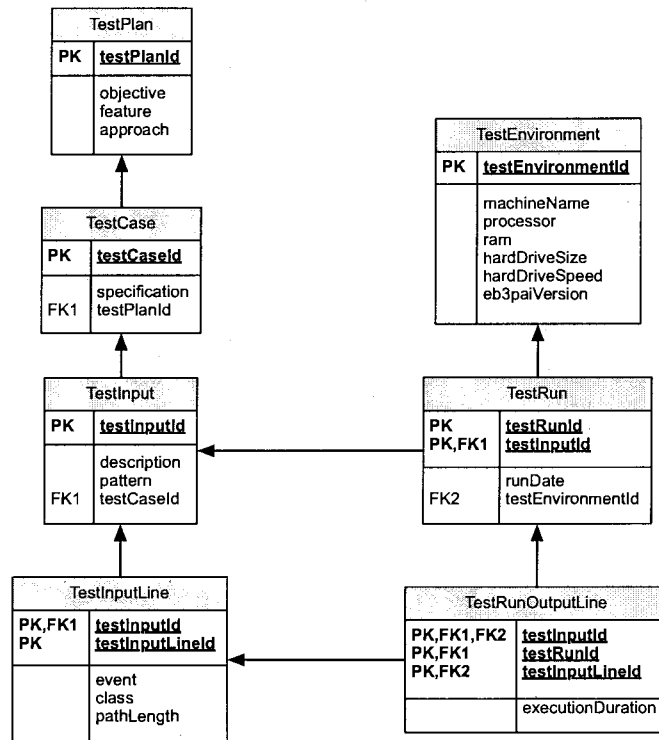 TestPlan
PK testPlanId
objective
feature
approach
TestEnvironment
PK testEnvironmentId
machineName
processor
ram
hardDriveSize
hardDriveSpeed
eb3paiVersion
TestCase
PK testCaseId
specification
FK1 testPlanId
TestInput
PK testInputId
description
pattern
FK1 testCaseId
TestRun
PK testRunId
PK,FK1 testInputId
runDate
FK2 testEnvironmentId
TestInputLine
PK,FK1 testInputId
PK testInputLineId
event
class
pathLength
TestRunOutputLine
PK,FK1,FK2 testInputId
PK,FK1 testRunId
PK,FK2 testInputLineId
executionDuration